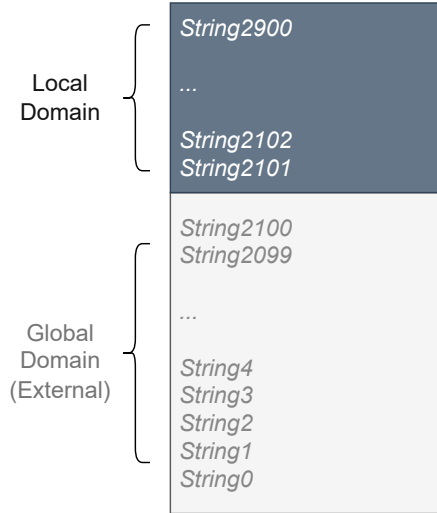 String2900
...
Local
Domain
String2102
String2101
String2100
String2099
...
Global
Domain
(External)
String4
String3
String2
String1
String0